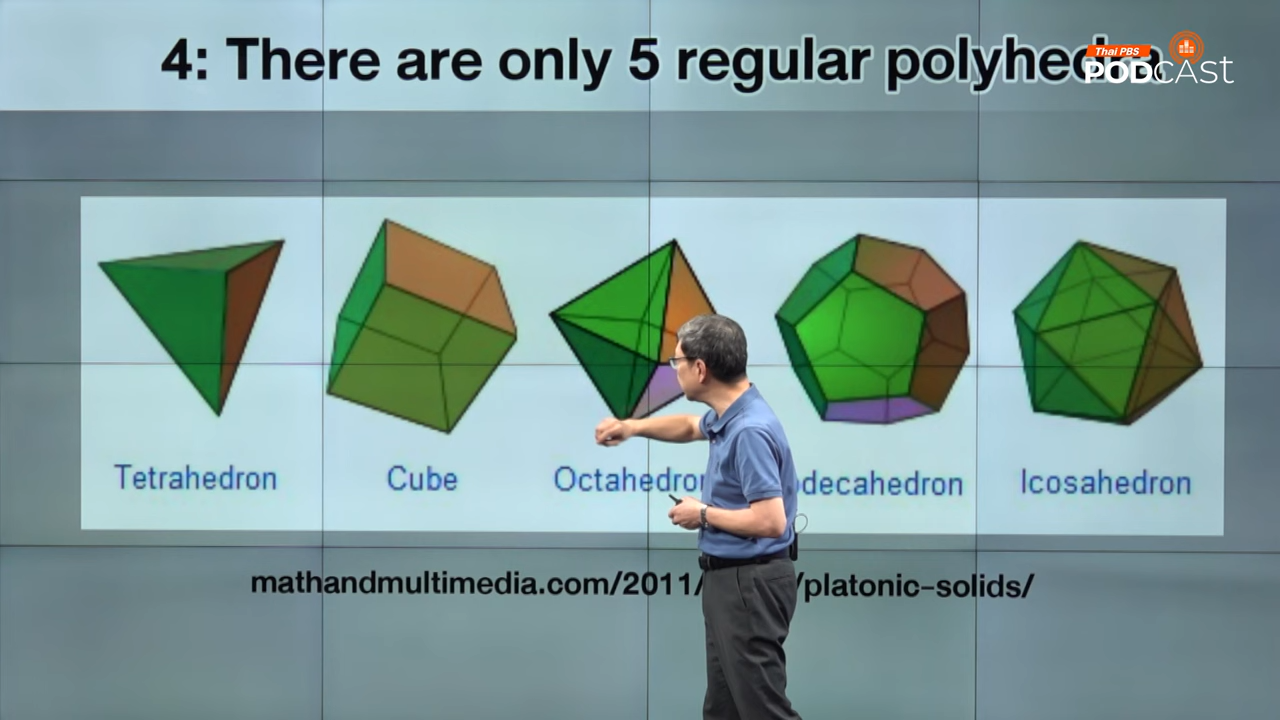 4: There are only 5 regular polyhedra
Thai PBS
PODCAst
Tetrahedron
Cube
Octahedron
odecahedron
Icosahedron
mathandmultimedia.com/2011/ /platonic-solids/